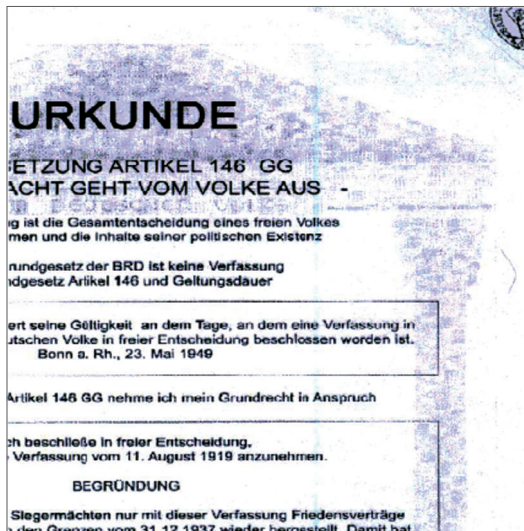 URKUNDE
ETZUNG ARTIKEL 146 GG
ACHT GEHT VOM VOLKE AUS -
ng ist die Gesamtentscheidung eines freien Volkes
men und die Inhalte seiner politischen Existenz
rundgesetz der BRD ist keine Verfassung
ndgesetz Artikel 146 und Geltungsdauer
ert seine Gültigkeit an dem Tage, an dem eine Verfassung in
utschen Volke in freier Entscheidung beschlossen worden ist.
Bonn a. Rh., 23. Mai 1949
Artikel 146 GG nehme ich mein Grundrecht in Anspruch
ch beschließe in freier Entscheidung,
Verfassung vom 11. August 1919 anzunehmen.
BEGRÜNDUNG
Siegermächten nur mit dieser Verfassung Friedensverträge
den Grenzen vom 31.12.1937 wieder hergestellt. Damit hat